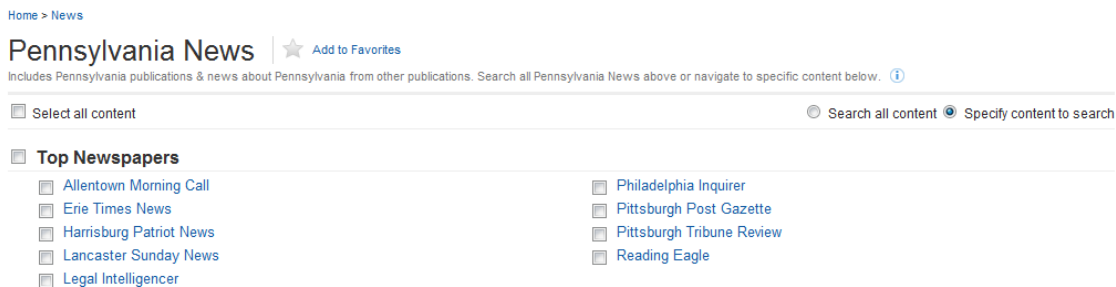 Home > News
Pennsylvania News Add to Favorites
Includes Pennsylvania publications & news about Pennsylvania from other publications. Search all Pennsylvania News above or navigate to specific content below. i
Select all content Search all content Specify content to search
Top Newspapers
Allentown Morning Call Philadelphia Inquirer
Erie Times News Pittsburgh Post Gazette
Harrisburg Patriot News Pittsburgh Tribune Review
Lancaster Sunday News Reading Eagle
Legal Intelligencer